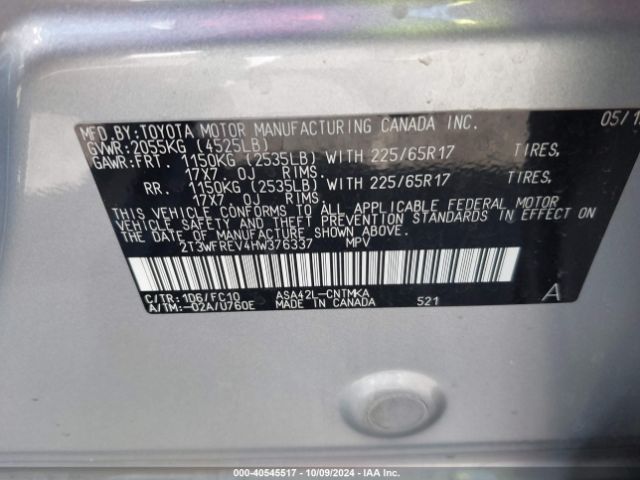 MFD.BY:TOYOTA MOTOR MANUFACTURING CANADA INC. 05/1
GVWR:2055KG (4525LB)
GAWR:FRT. 1150KG (2535LB) WITH 225/65R17 TIRES,
17X7 0J RIMS.
RR. 1150KG (2535LB) WITH 225/65R17 TIRES,
17X7 0J RIMS.
THIS VEHICLE CONFORMS TO ALL APPLICABLE FEDERAL MOTOR
VEHICLE SAFETY AND THEFT PREVENTION STANDARDS IN EFFECT ON
THE DATE OF MANUFACTURE SHOWN ABOVE.
2T3WFREV4HW376337 MPV
C/TR:1D6/FC10 ASA42L-CNTMKA A
A/TM:-02A/U760E MADE IN CANADA 521
000-40545517 | 10/09/2024 | IAA Inc.